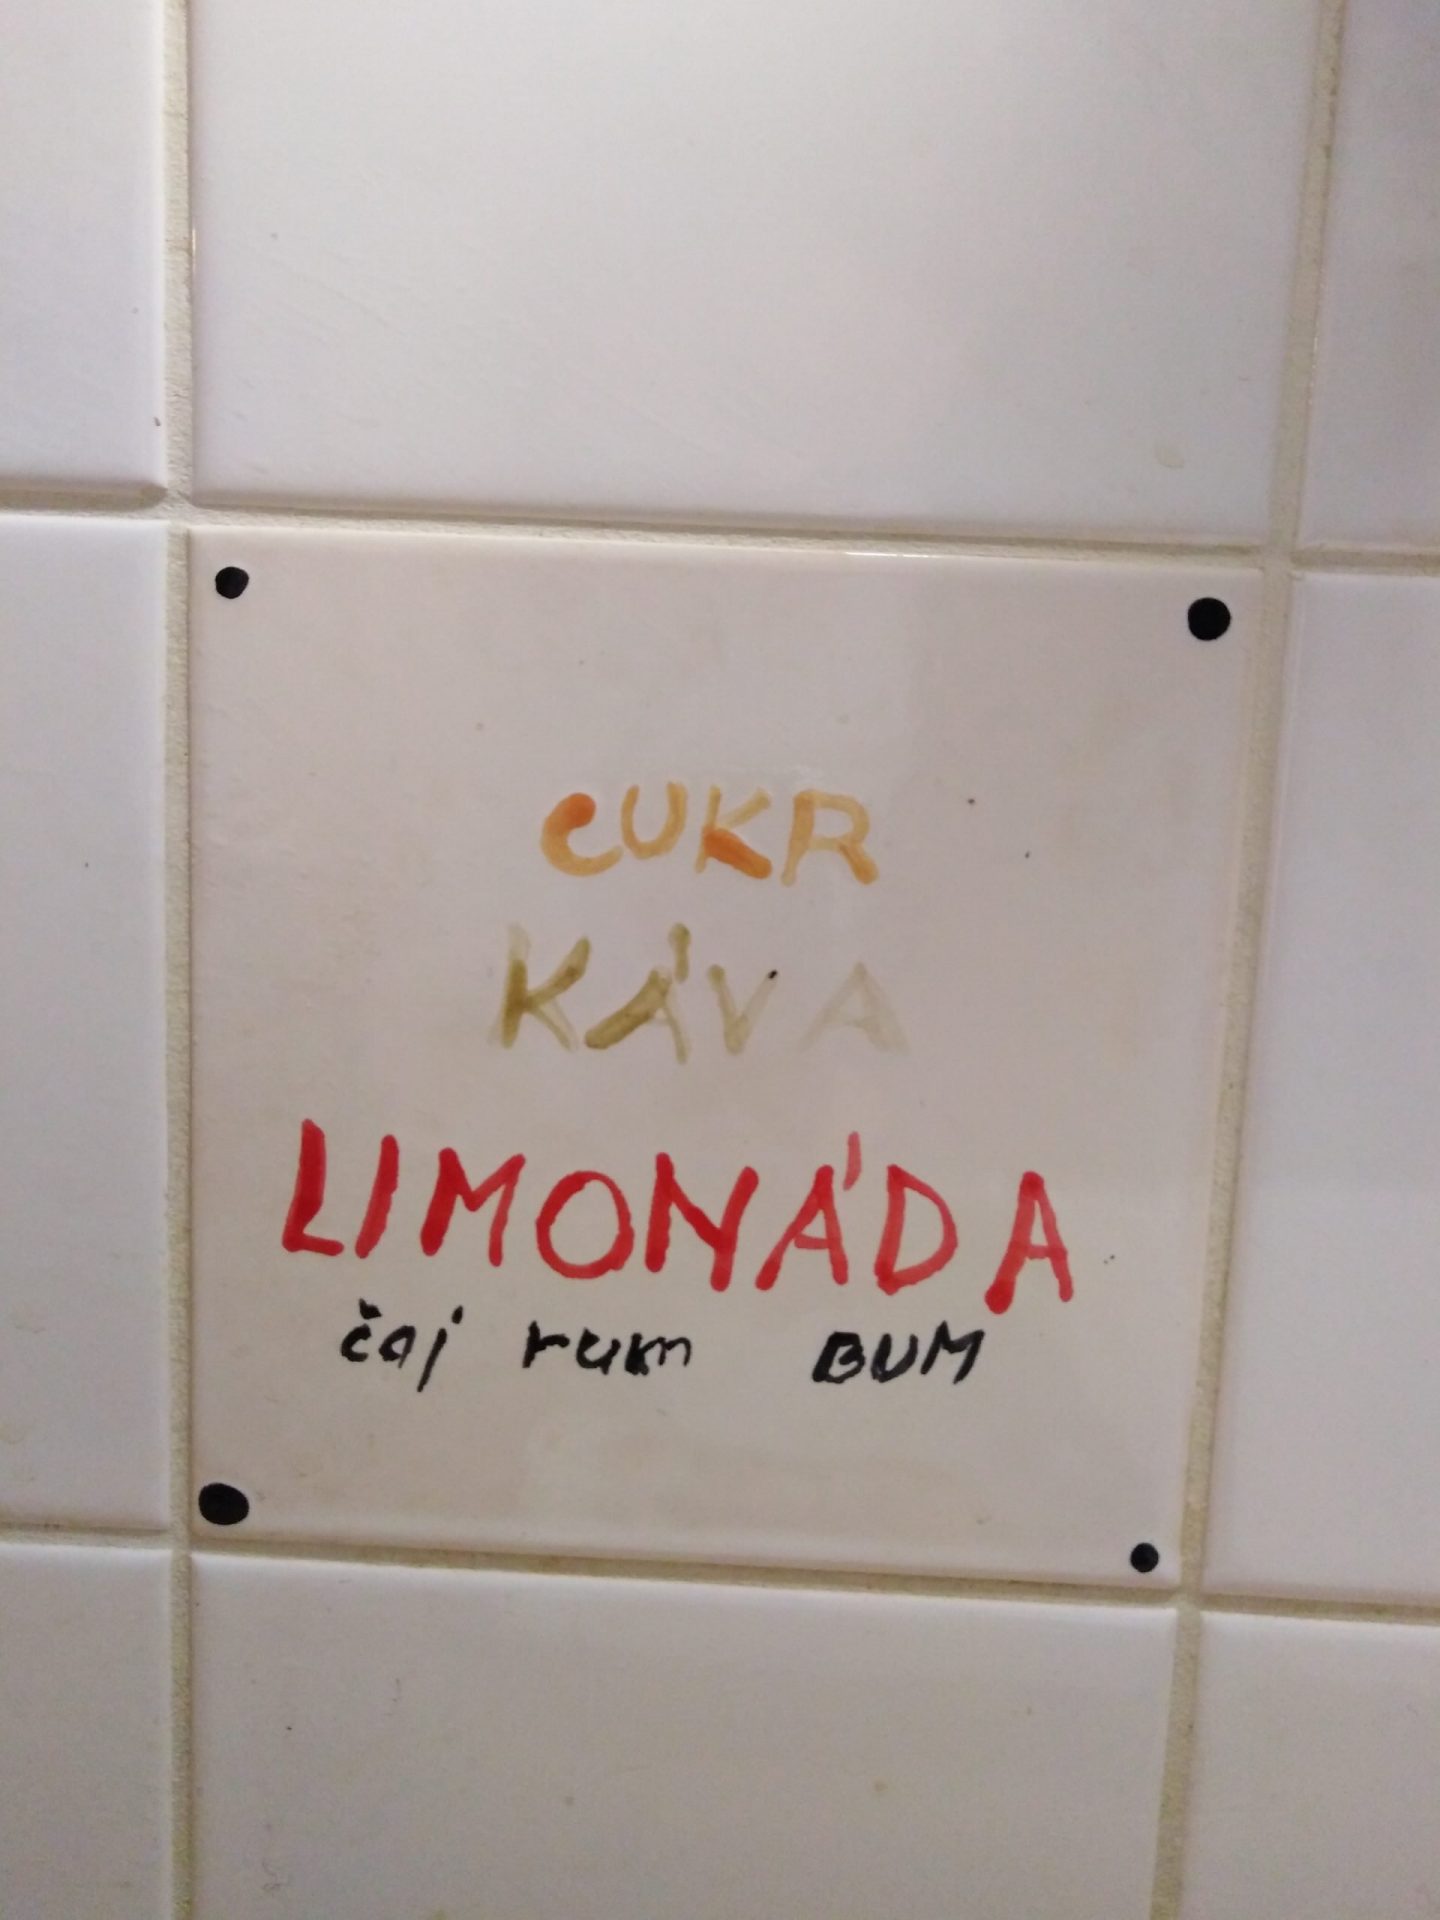 CUKR
KÁVA
LIMONÁDA
čaj rum BUM